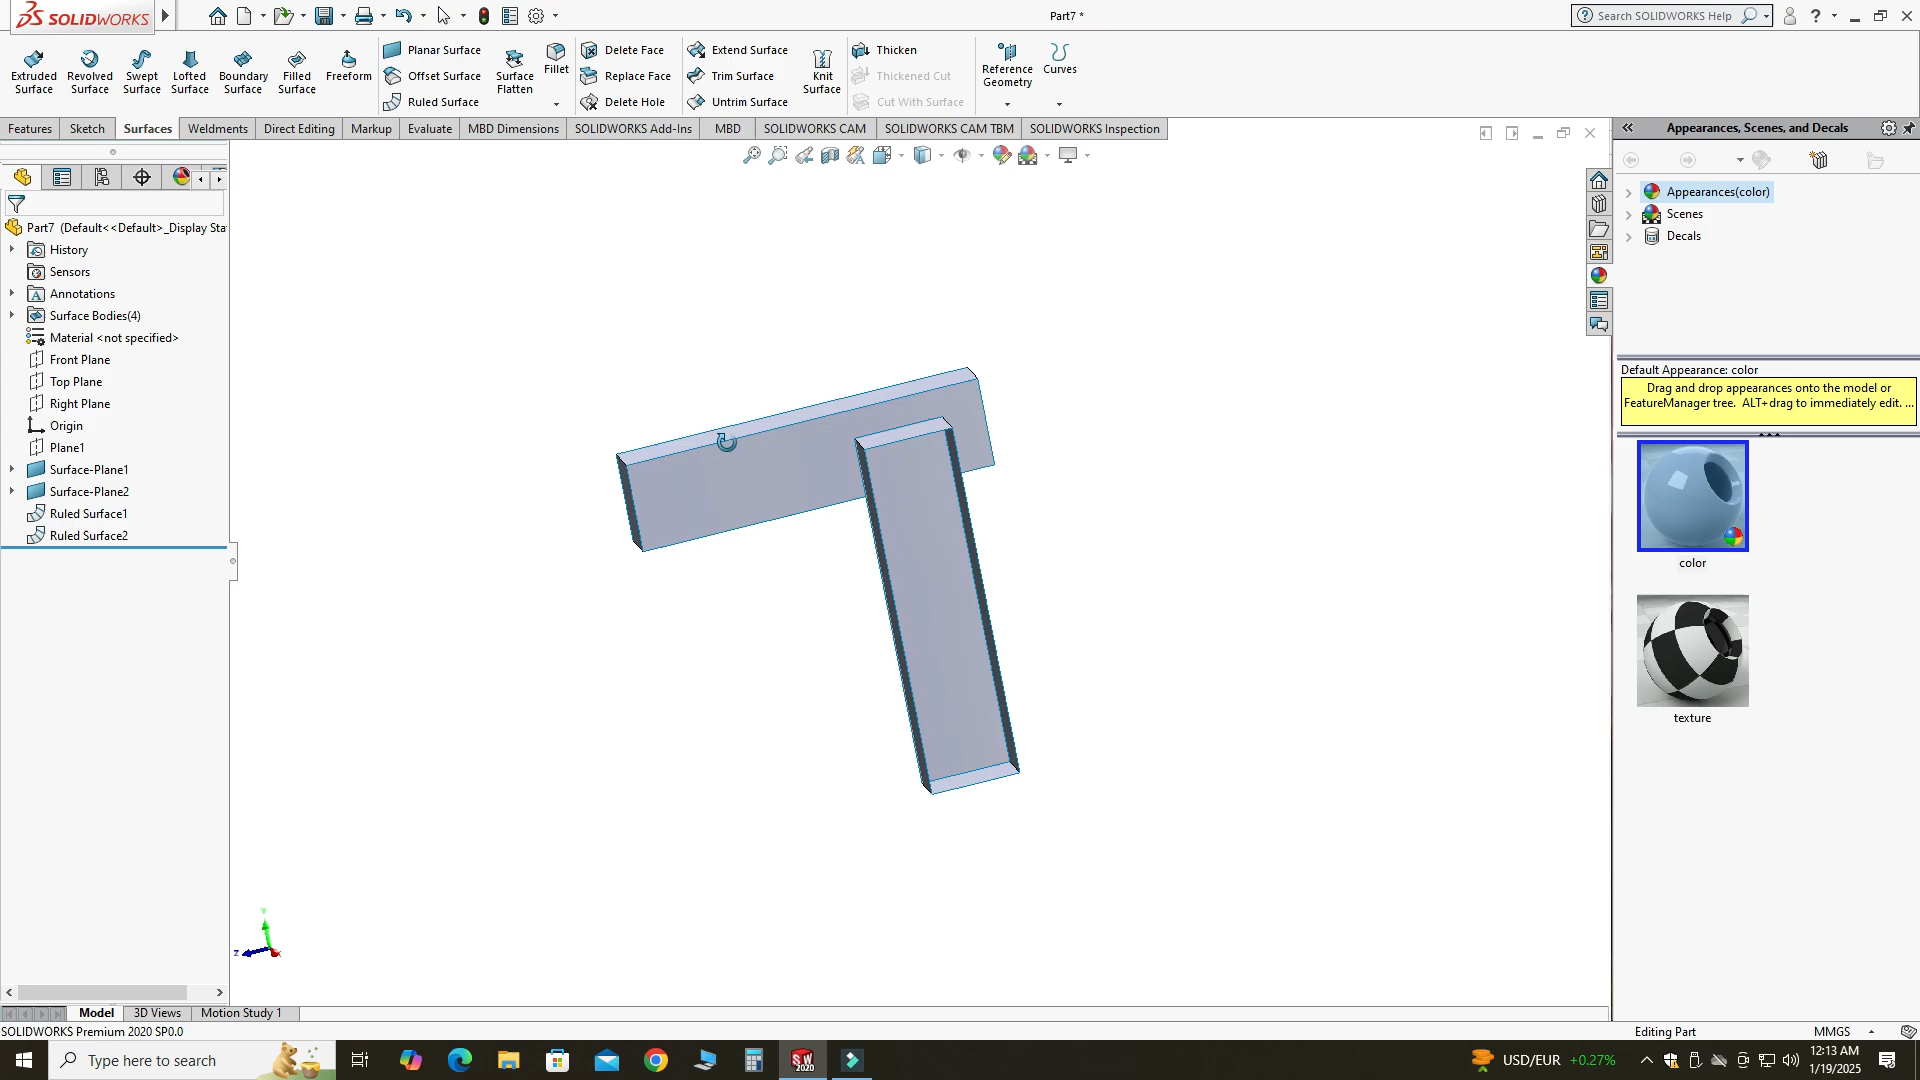 SOLIDWORKS
Part7 *
Search SOLIDWORKS Help
Extruded Surface
Revolved Surface
Swept Surface
Lofted Surface
Boundary Surface
Filled Surface
Freeform
Planar Surface
Offset Surface
Ruled Surface
Surface Flatten
Fillet
Delete Face
Replace Face
Delete Hole
Extend Surface
Trim Surface
Untrim Surface
Knit Surface
Thicken
Thickened Cut
Cut With Surface
Reference Geometry
Curves
Features
Sketch
Surfaces
Weldments
Direct Editing
Markup
Evaluate
MBD Dimensions
SOLIDWORKS Add-Ins
MBD
SOLIDWORKS CAM
SOLIDWORKS CAM TBM
SOLIDWORKS Inspection
Part7 (Default<<Default>_Display Sta
History
Sensors
Annotations
Surface Bodies(4)
Material <not specified>
Front Plane
Top Plane
Right Plane
Origin
Plane1
Surface-Plane1
Surface-Plane2
Ruled Surface1
Ruled Surface2
Y
Z
Appearances, Scenes, and Decals
Appearances(color)
Scenes
Decals
Default Appearance: color
Drag and drop appearances onto the model or
FeatureManager tree. ALT+drag to immediately edit. ...
color
texture
Model
3D Views
Motion Study 1
SOLIDWORKS Premium 2020 SP0.0
Editing Part
MMGS
Type here to search
SW
2020
USD/EUR
+0.27%
12:13 AM
1/19/2025